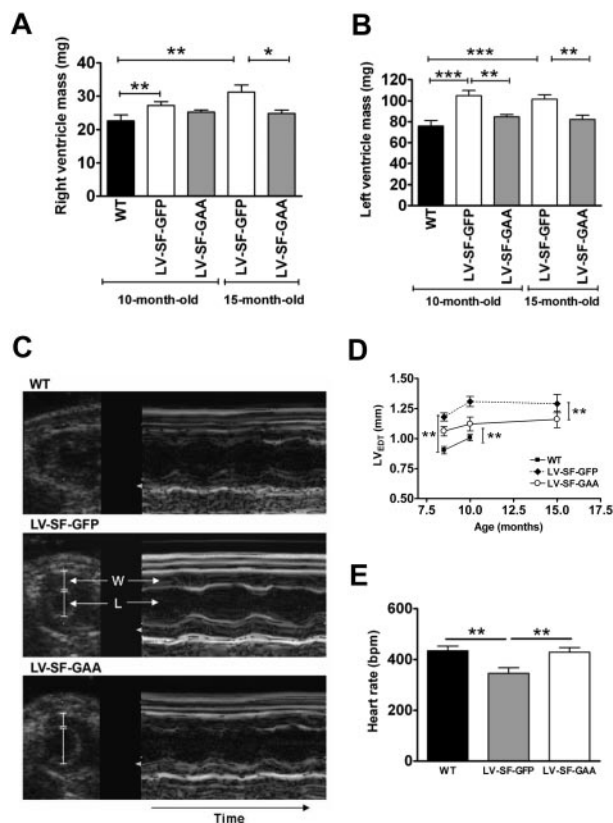 A
Right ventricle mass (mg)
40
30
20
10
0
**
**
*
WT
LV-SF-GFP
LV-SF-GAA
LV-SF-GFP
LV-SF-GAA
10-month-old
15-month-old
B
Left ventricle mass (mg)
120
100
80
60
40
20
0
***
***
**
**
WT
LV-SF-GFP
LV-SF-GAA
LV-SF-GFP
LV-SF-GAA
10-month-old
15-month-old
C
WT
LV-SF-GFP
W
L
LV-SF-GAA
Time
D
LVEDT (mm)
1.50
1.25
1.00
0.75
0.50
**
**
**
WT
LV-SF-GFP
LV-SF-GAA
7.5
10.0
12.5
15.0
17.5
Age (months)
E
Heart rate (bpm)
600
400
200
0
**
**
WT
LV-SF-GFP
LV-SF-GAA